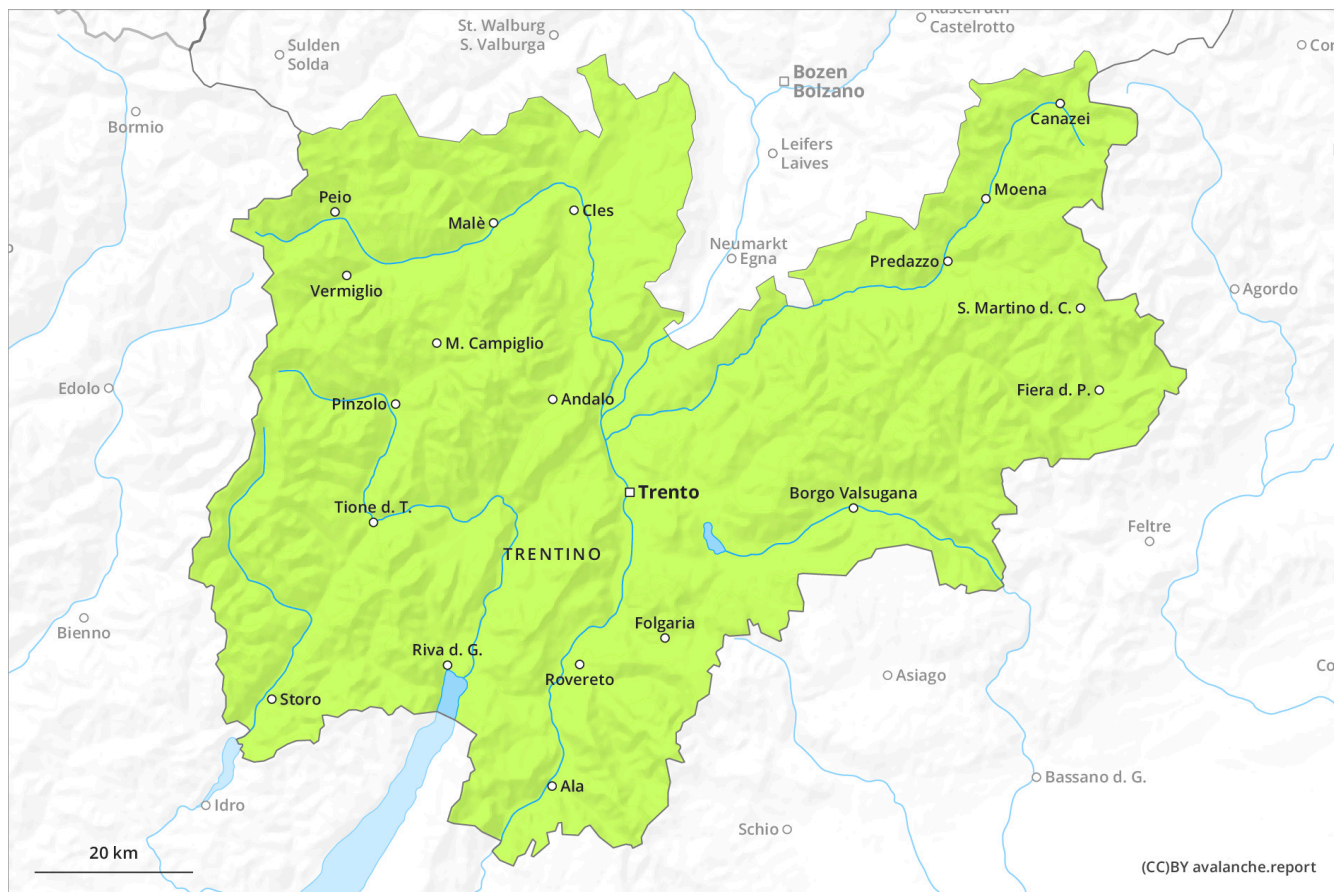 Kastelruth
Castelrotto
St. Walburg
S. Valburga
Sulden
Solda
Cor
Bozen
Bolzano
Bormio
Canazei
Leifers
Laives
Moena
Peio
Malè
Cles
Neumarkt
Egna
Predazzo
Vermiglio
Agordo
S. Martino d. C.
M. Campiglio
Edolo
Fiera d. P.
Pinzolo
Andalo
Trento
Borgo Valsugana
Tione d. T.
Feltre
TRENTINO
Bienno
Folgaria
Riva d. G.
Rovereto
Asiago
Co
Storo
Bassano d. G.
Ala
Idro
Schio
20 km
(CC)BY avalanche.report